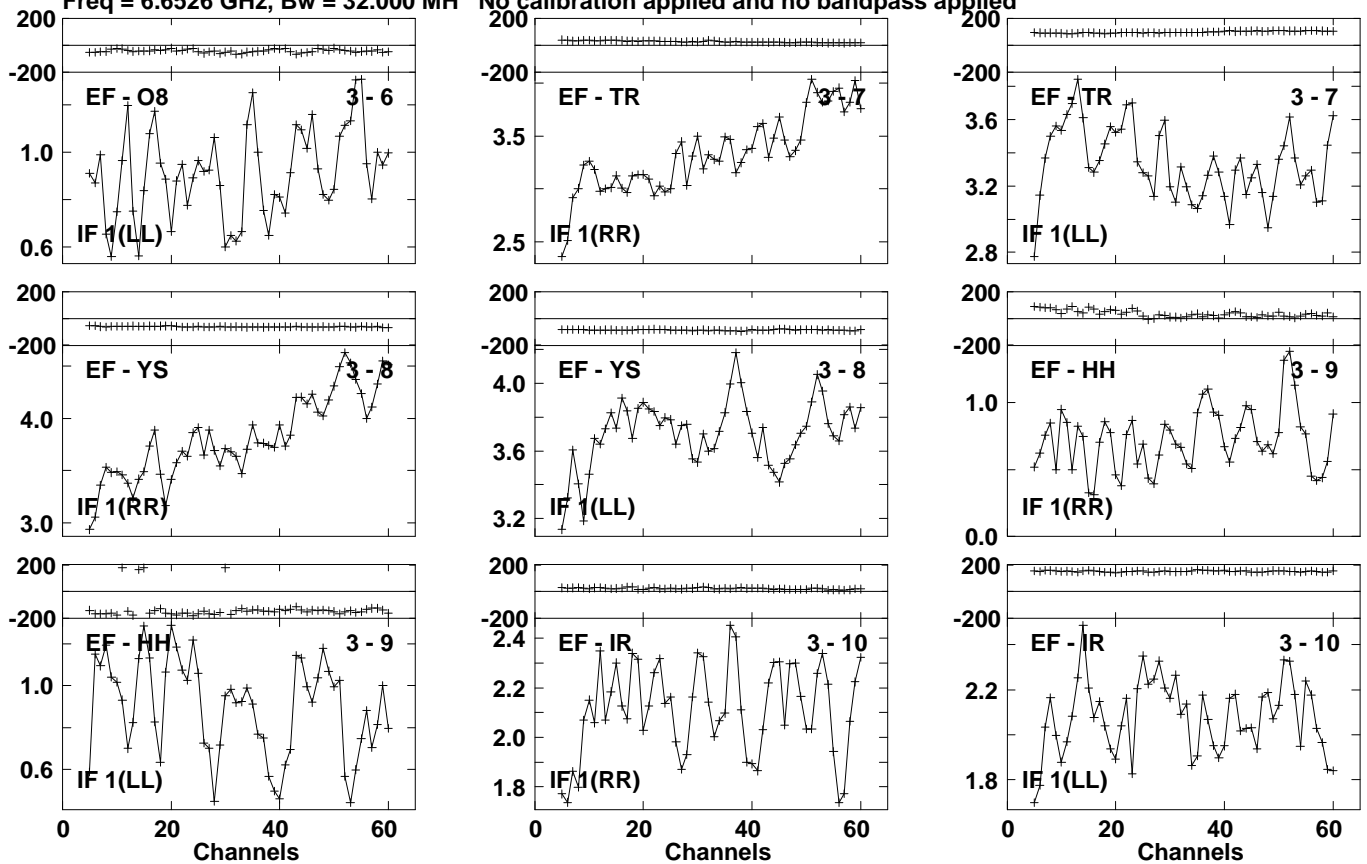 Freq = 6.6526 GHz, Bw = 32.000 MH No calibration applied and no bandpass applied
200
-200
EF - O8 3 - 6
1.0
0.6
IF 1(LL)
200
-200
EF - TR 3 - 7
3.5
2.5
IF 1(RR)
200
-200
EF - TR 3 - 7
3.6
3.2
2.8
IF 1(LL)
200
-200
EF - YS 3 - 8
4.0
3.0
IF 1(RR)
200
-200
EF - YS 3 - 8
4.0
3.6
3.2
IF 1(LL)
200
-200
EF - HH 3 - 9
1.0
0.0
IF 1(RR)
200
-200
EF - HH 3 - 9
1.0
0.6
IF 1(LL)
0 20 40 60
Channels
200
-200
EF - IR 3 - 10
2.4
2.2
2.0
1.8
IF 1(RR)
0 20 40 60
Channels
200
-200
EF - IR 3 - 10
2.2
1.8
IF 1(LL)
0 20 40 60
Channels